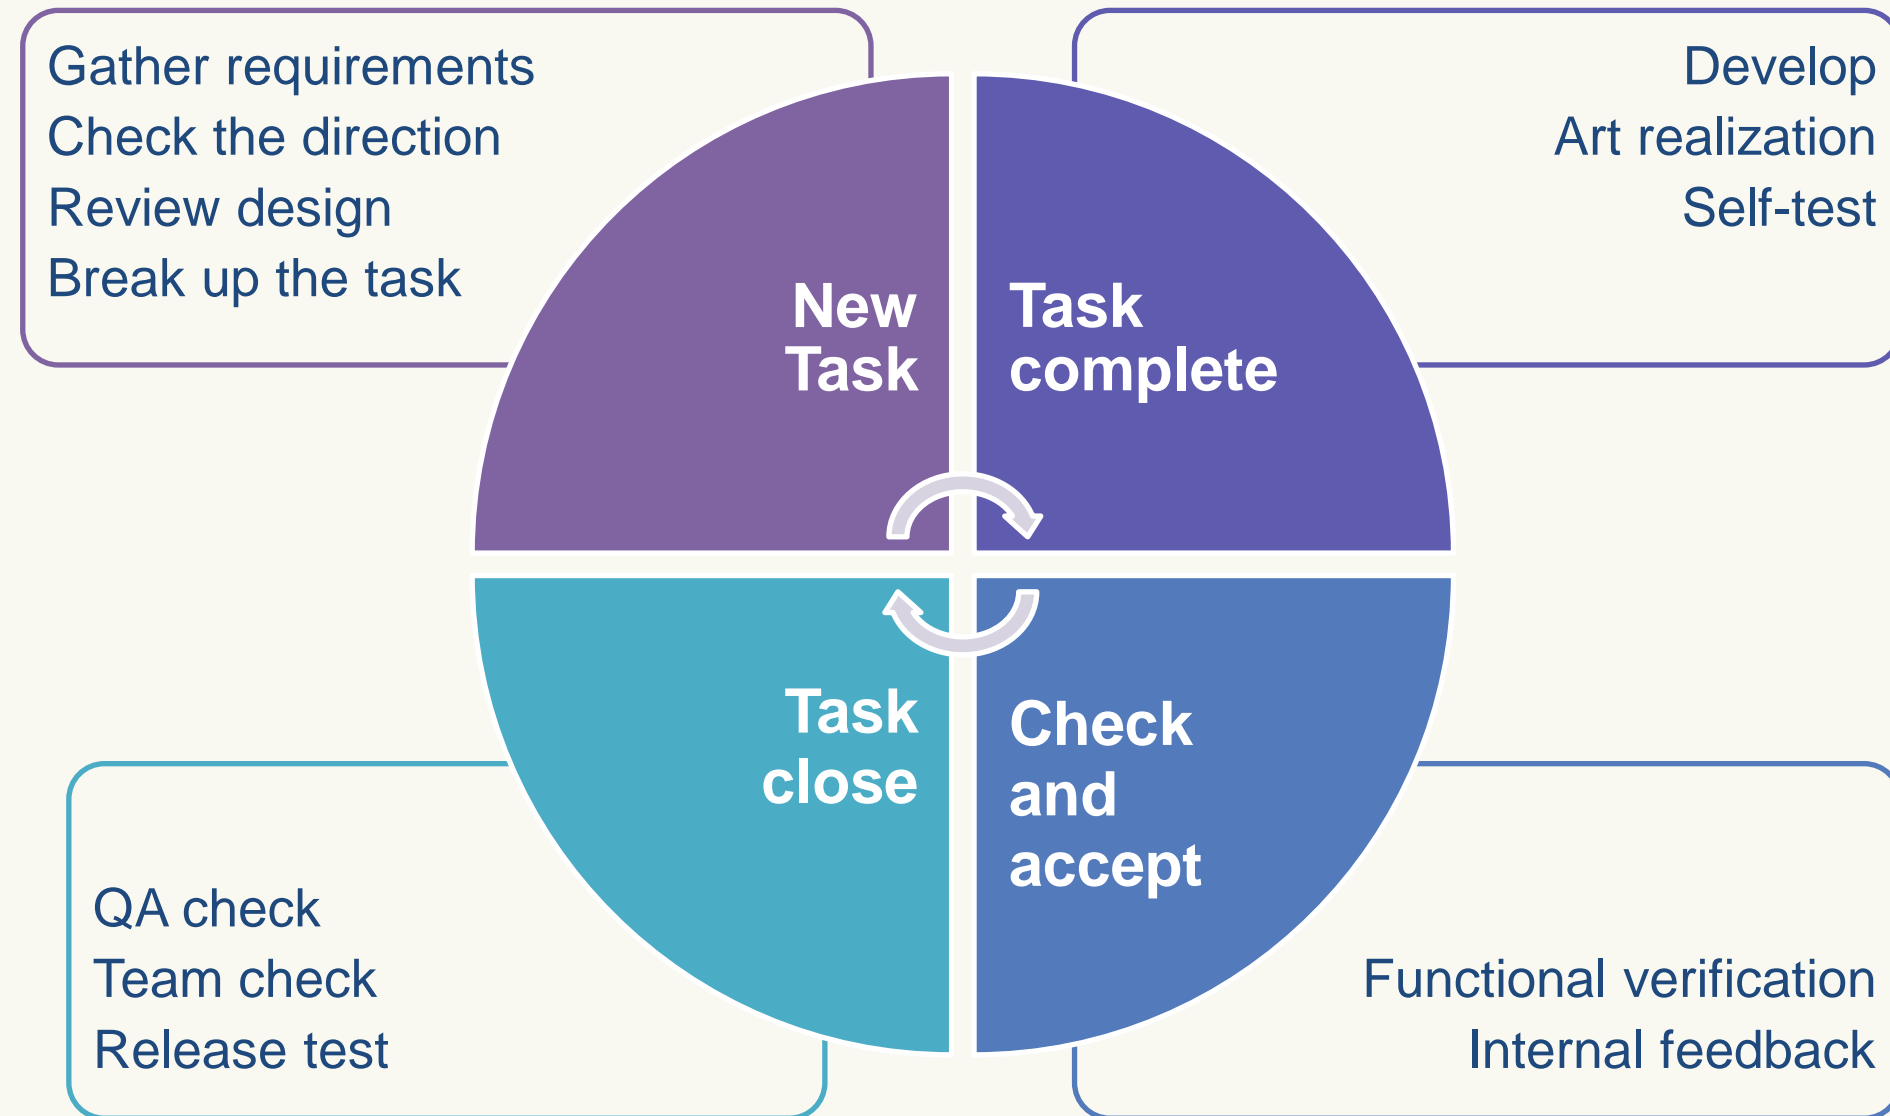 Gather requirements
Check the direction
Review design
Break up the task
New
Task
Develop
Art realization
Self-test
Task
complete
Check
and
accept
Functional verification
Internal feedback
Task
close
QA check
Team check
Release test